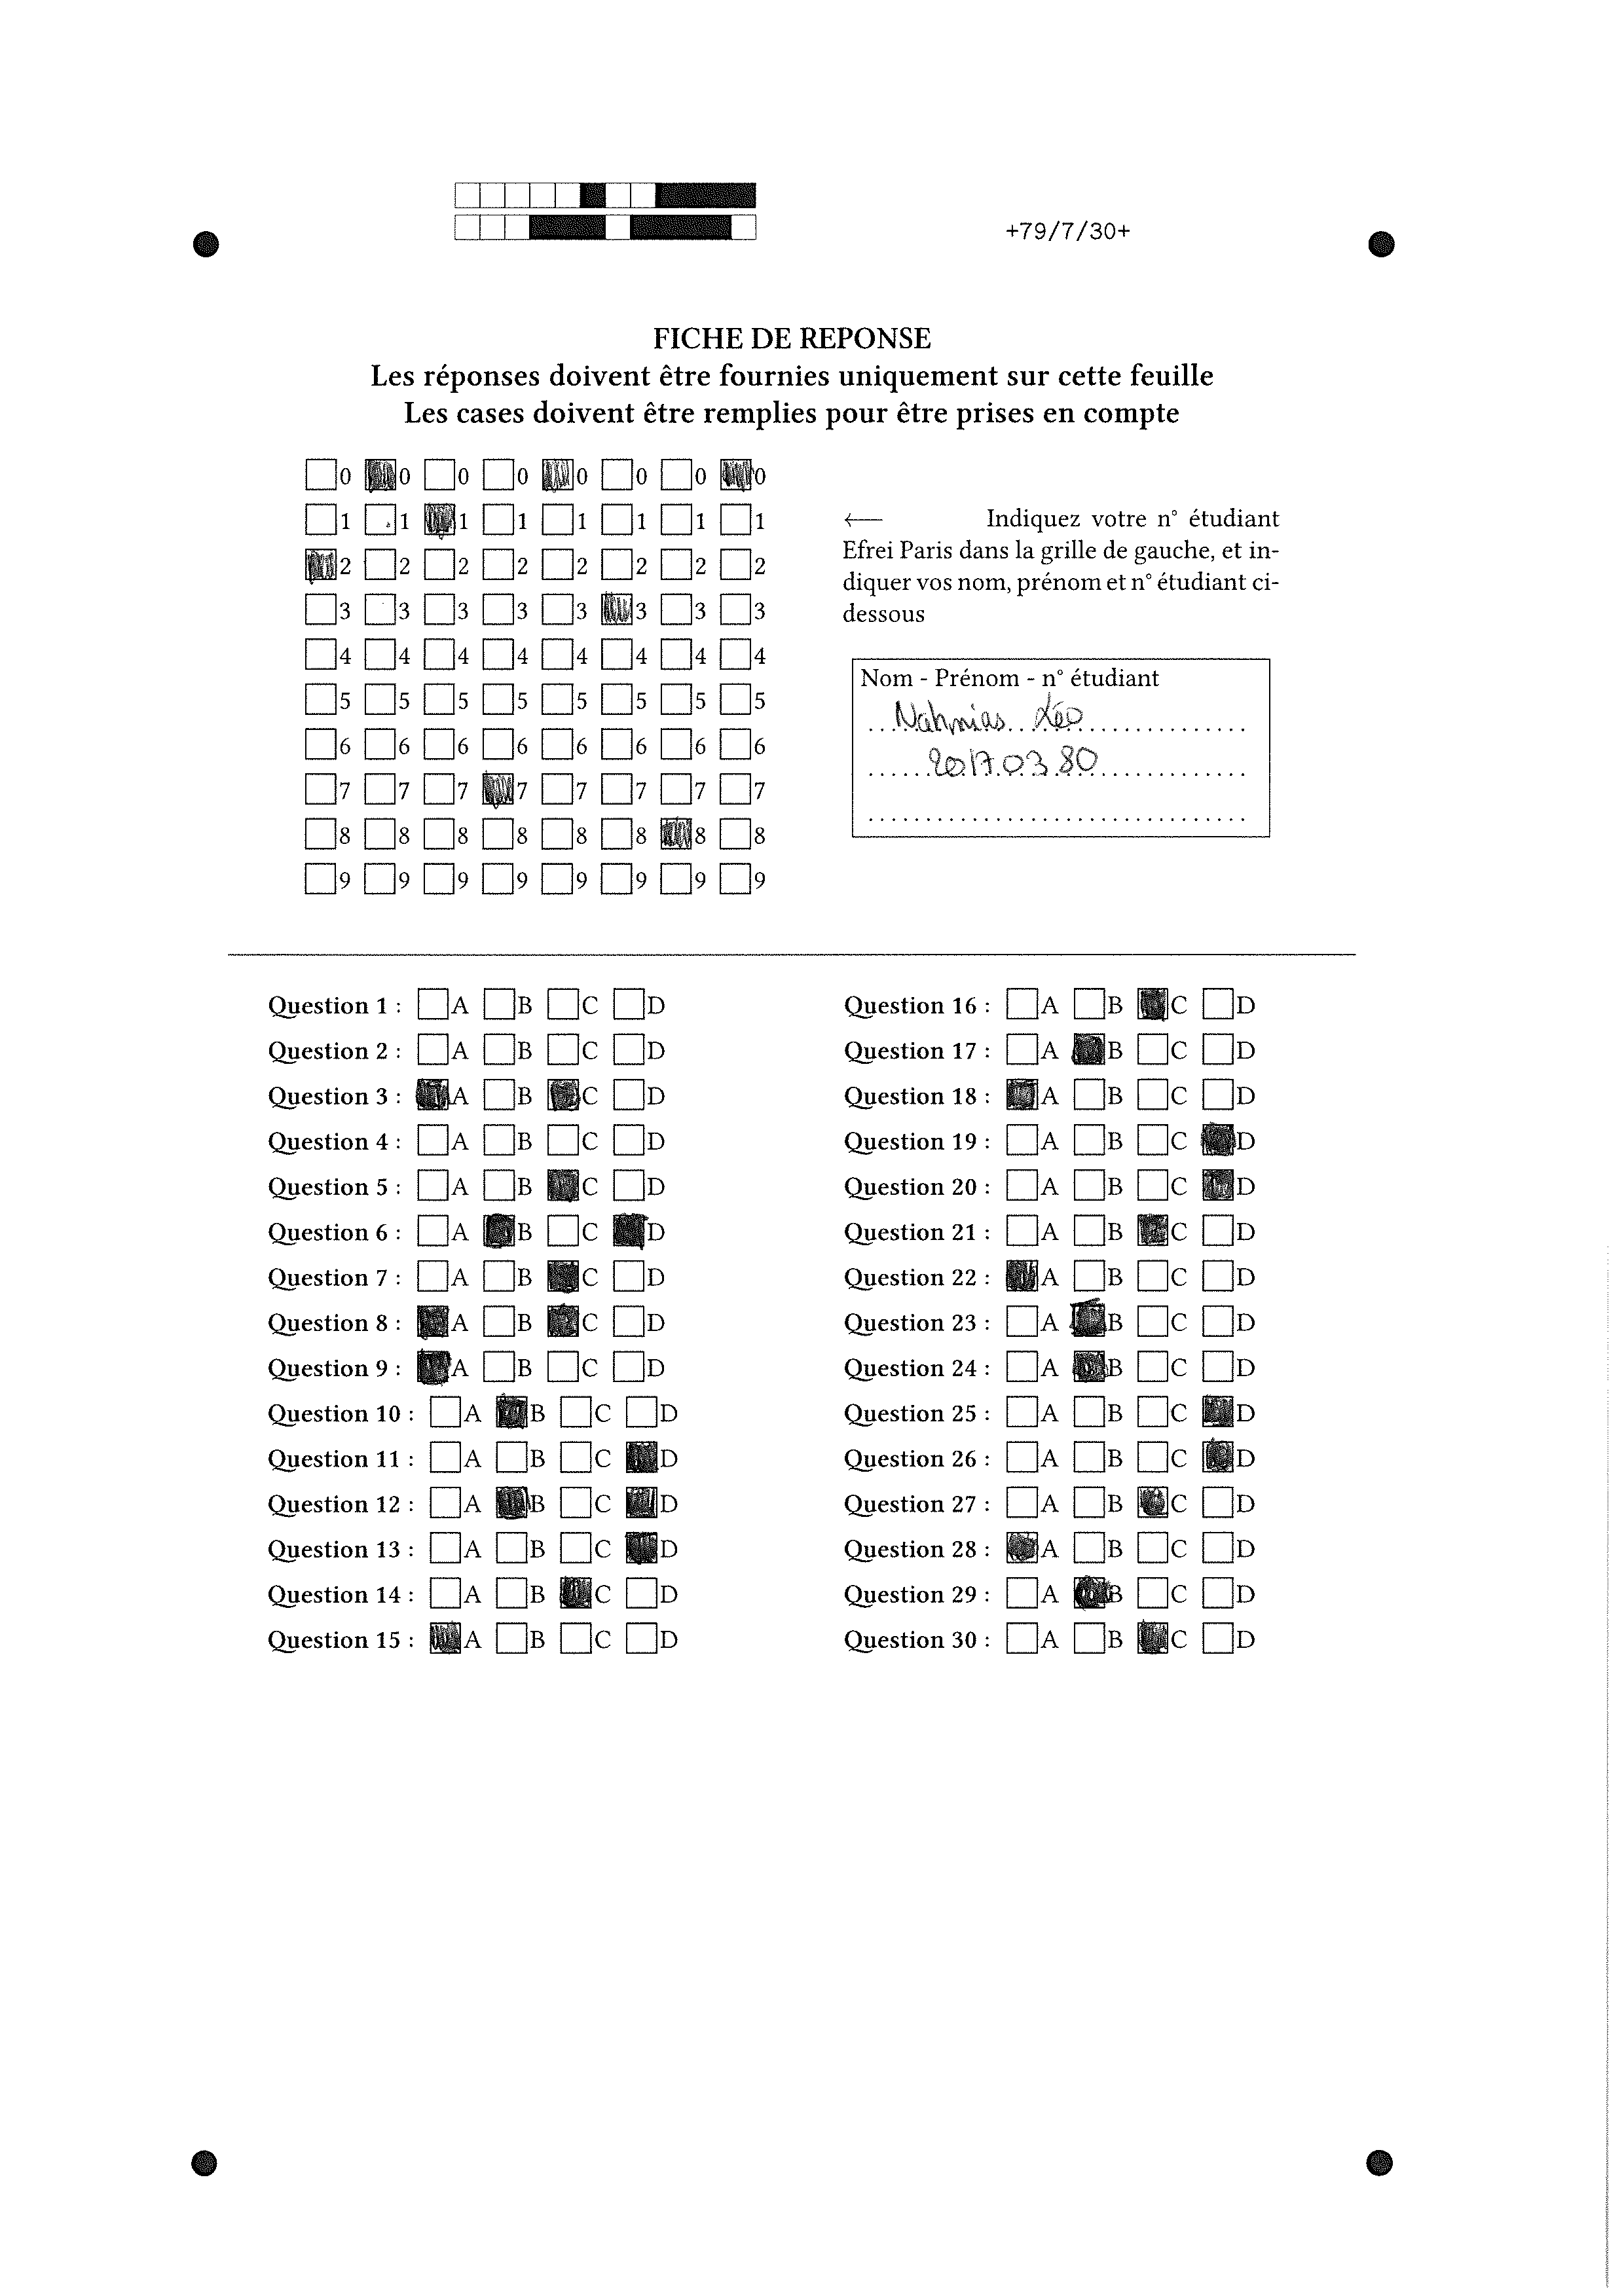 +79/7/30+
FICHE DE REPONSE
Les réponses doivent être fournies uniquement sur cette feuille
Les cases doivent être remplies pour être prises en compte
0 0 0 0 0 0 0 0
1 1 1 1 1 1 1 1
2 2 2 2 2 2 2 2
3 3 3 3 3 3 3 3
4 4 4 4 4 4 4 4
5 5 5 5 5 5 5 5
6 6 6 6 6 6 6 6
7 7 7 7 7 7 7 7
8 8 8 8 8 8 8 8
9 9 9 9 9 9 9 9
← Indiquez votre n° étudiant
Efrei Paris dans la grille de gauche, et in-
diquer vos nom, prénom et n° étudiant ci-
dessous
Nom - Prénom - n° étudiant
Nahmias Léo
20170380
Question 1 : A B C D
Question 2 : A B C D
Question 3 : A B C D
Question 4 : A B C D
Question 5 : A B C D
Question 6 : A B C D
Question 7 : A B C D
Question 8 : A B C D
Question 9 : A B C D
Question 10 : A B C D
Question 11 : A B C D
Question 12 : A B C D
Question 13 : A B C D
Question 14 : A B C D
Question 15 : A B C D
Question 16 : A B C D
Question 17 : A B C D
Question 18 : A B C D
Question 19 : A B C D
Question 20 : A B C D
Question 21 : A B C D
Question 22 : A B C D
Question 23 : A B C D
Question 24 : A B C D
Question 25 : A B C D
Question 26 : A B C D
Question 27 : A B C D
Question 28 : A B C D
Question 29 : A B C D
Question 30 : A B C D